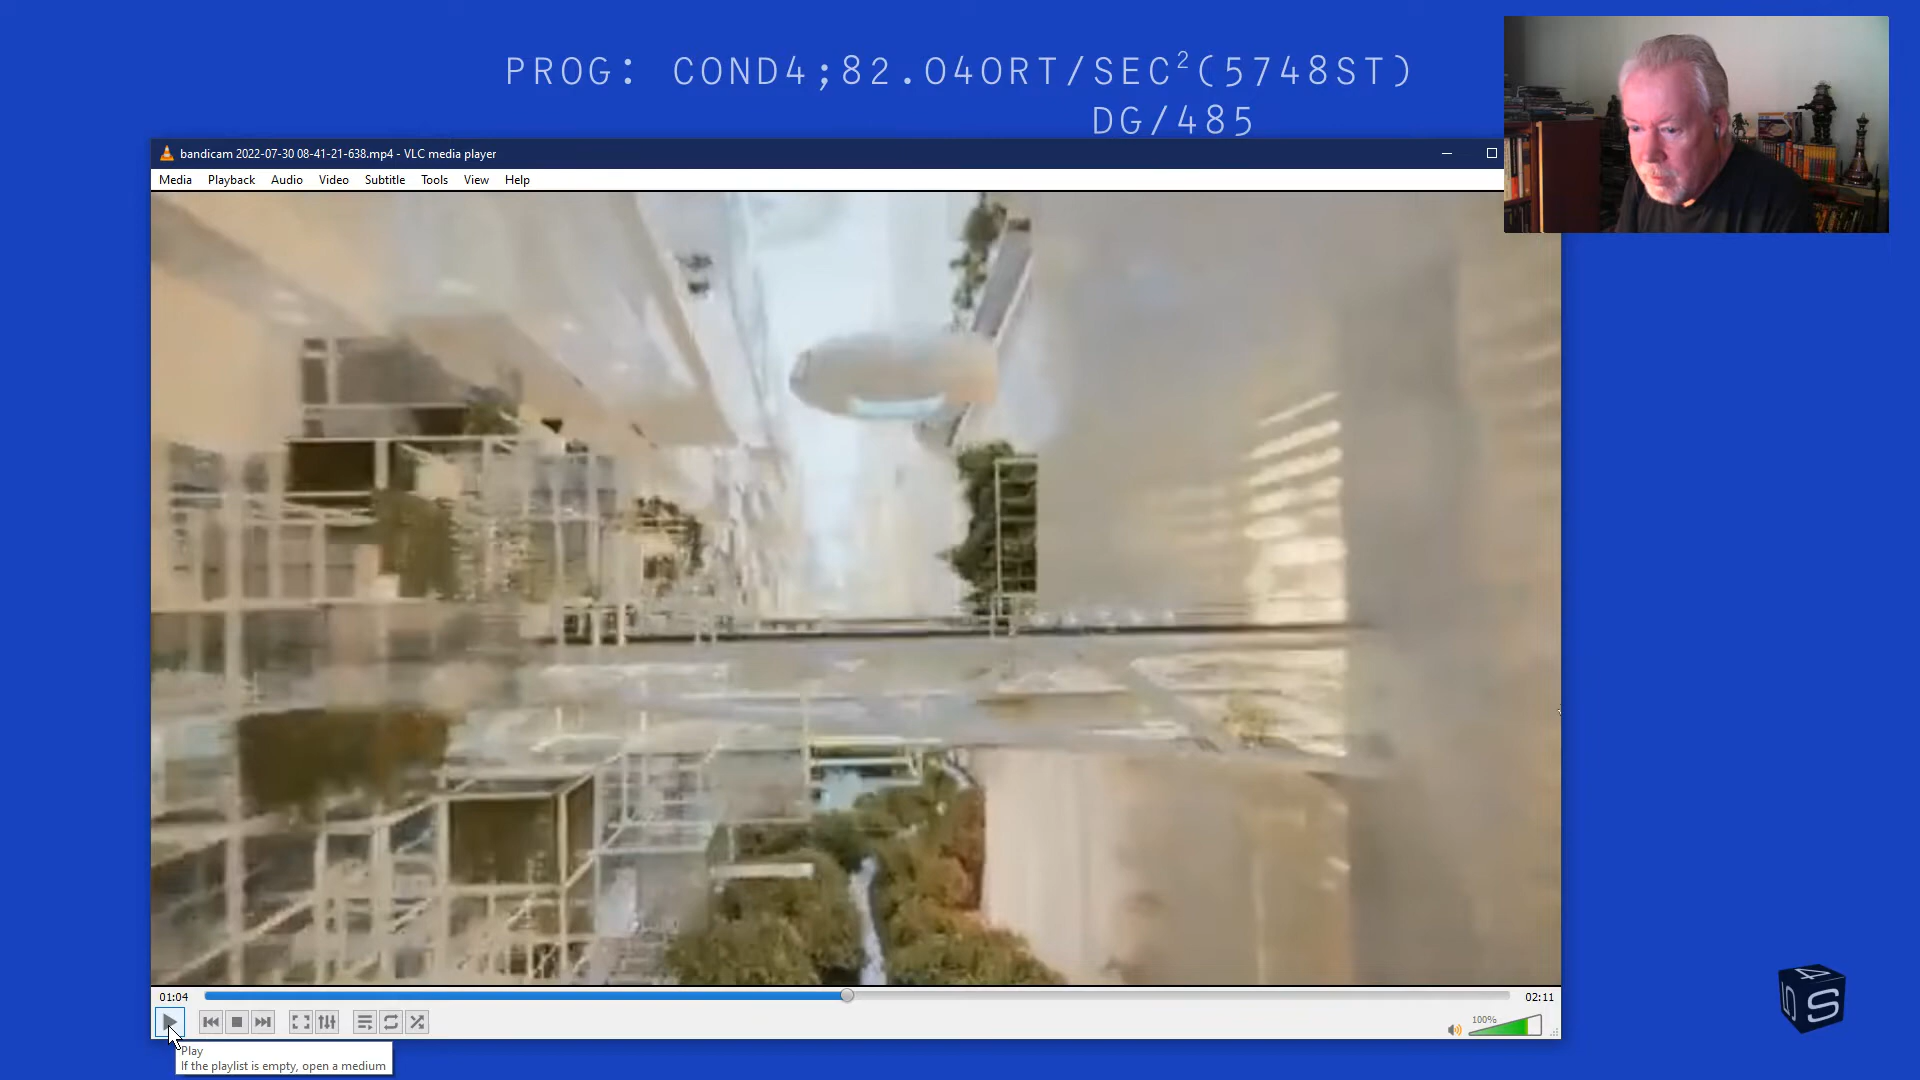 PROG: COND4;82.04ORT/SEC²(5748ST)
DG/485
bandicam 2022-07-30 08-41-21-638.mp4 - VLC media player
Media Playback Audio Video Subtitle Tools View Help
01:04
02:11
100%
Play
If the playlist is empty, open a medium
4
S S